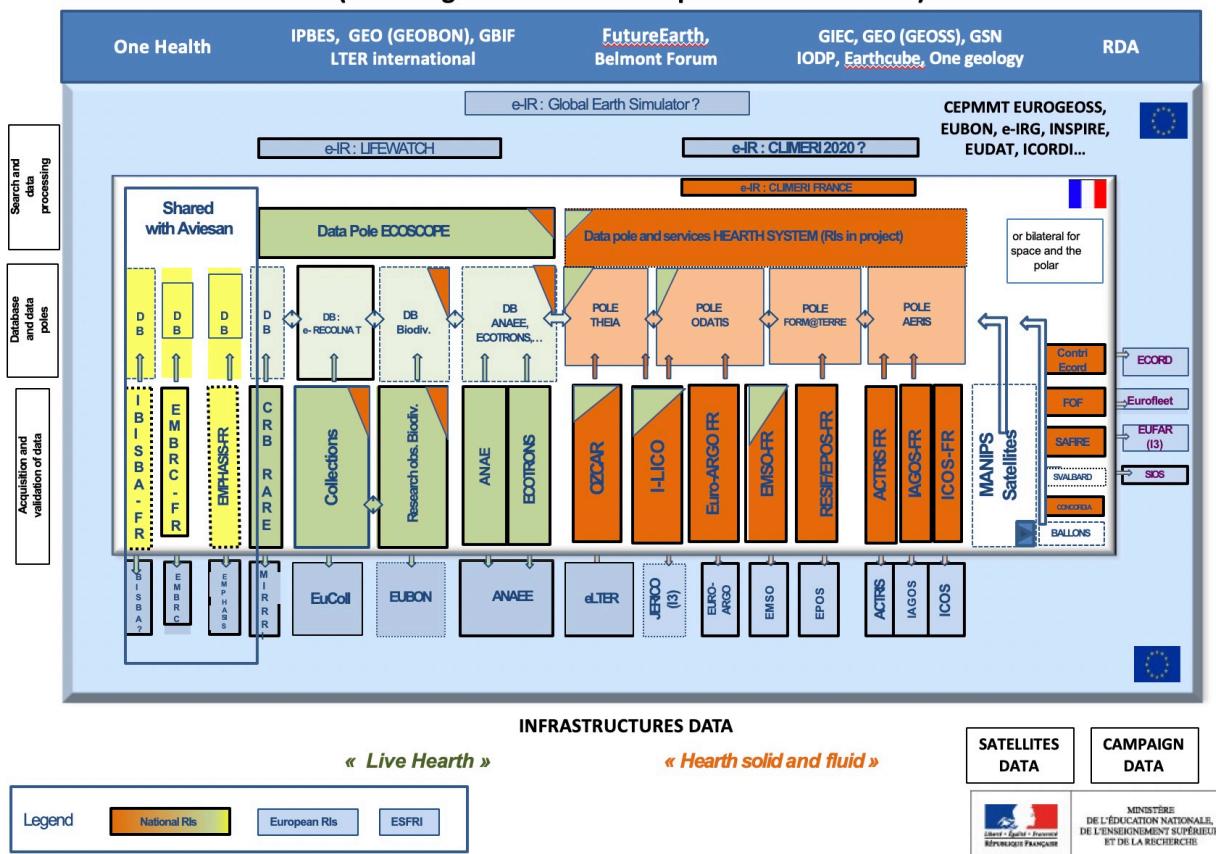 One Health
IPBES, GEO (GEOBON), GBIF
LTER international
FutureEarth,
Belmont Forum
GIEC, GEO (GEOSS), GSN
IODP, Earthcube, One geology
RDA
e-IR : Global Earth Simulator ?
CEPMMT EUROGEOSS,
EUBON, e-IRG, INSPIRE,
EUDAT, ICORDI...
e-IR : LIFEWATCH
e-IR : CLIMERI 2020 ?
e-IR : CLIMERI FRANCE
Search and
data
processing
Shared
with Aviesan
Data Pole ECOSCOPE
Data pole and services HEARTH SYSTEM (RIs in project)
or bilateral for
space and the
polar
Database
and data
poles
DB
DB
DB
DB
DB :
e- RECOLNA T
DB
Biodiv.
DB
ANAEE,
ECOTRONS,...
POLE
THEIA
POLE
ODATIS
POLE
FORM@TERRE
POLE
AERIS
Contri
Ecord
ECORD
FOF
Eurofleet
SAFIRE
EUFAR
(I3)
SVALBARD
SIOS
CONCORDIA
BALLONS
Acquisition and
validation of data
IBISBA - FR
EMBRC - FR
EMPHASIS-FR
CRB RARE
Collections
Research obs. Biodiv.
ANAE
ECOTRONS
OZCAR
I-LICO
Euro-ARGO FR
EMSO-FR
RESIF/EPOS-FR
ACTRIS FR
IAGOS-FR
ICOS-FR
MANIPS
Satellites
BISBA?
EMBRC
EMPHASIS
MIRRRI
EuColl
EUBON
ANAEE
eLTER
JERICO
(I3)
EURO-
ARGO
EMSO
EPOS
ACTRIS
IAGOS
ICOS
INFRASTRUCTURES DATA
« Live Hearth »
« Hearth solid and fluid »
SATELLITES
DATA
CAMPAIGN
DATA
Legend
National RIs
European RIs
ESFRI
Liberté • Égalité • Fraternité
RÉPUBLIQUE FRANÇAISE
MINISTÈRE
DE L'ÉDUCATION NATIONALE,
DE L'ENSEIGNEMENT SUPÉRIEUR
ET DE LA RECHERCHE